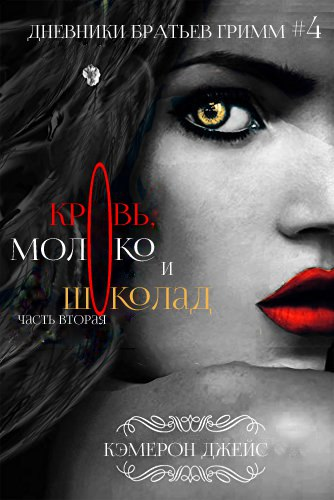 ДНЕВНИКИ БРАТЬЕВ ГРИММ #4
КРОВЬ,
МОЛОКО
И
ШОКОЛАД
ЧАСТЬ ВТОРАЯ
КЭМЕРОН ДЖЕЙС